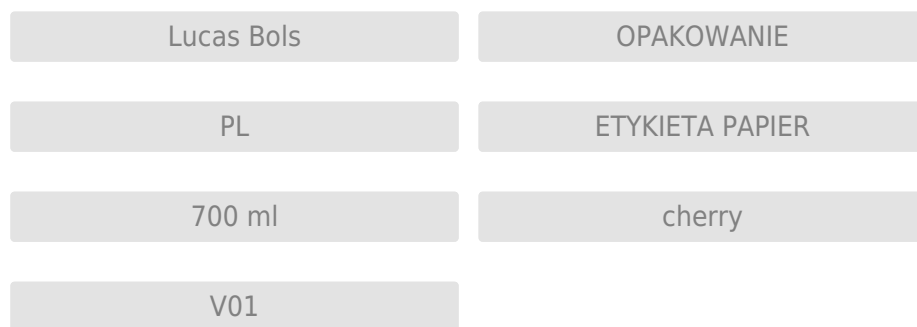 Lucas Bols
OPAKOWANIE
PL
ETYKIETA PAPIER
700 ml
cherry
V01